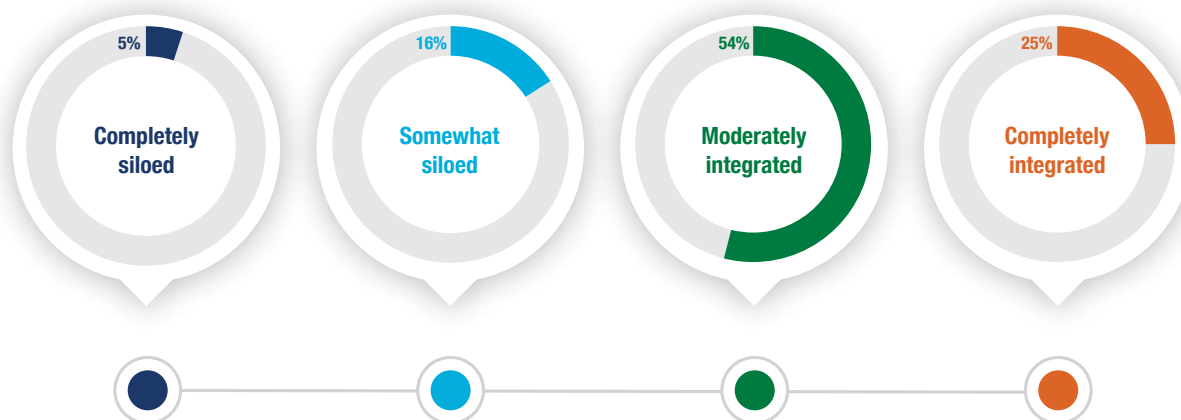 5%
Completely
siloed
16%
Somewhat
siloed
54%
Moderately
integrated
25%
Completely
integrated